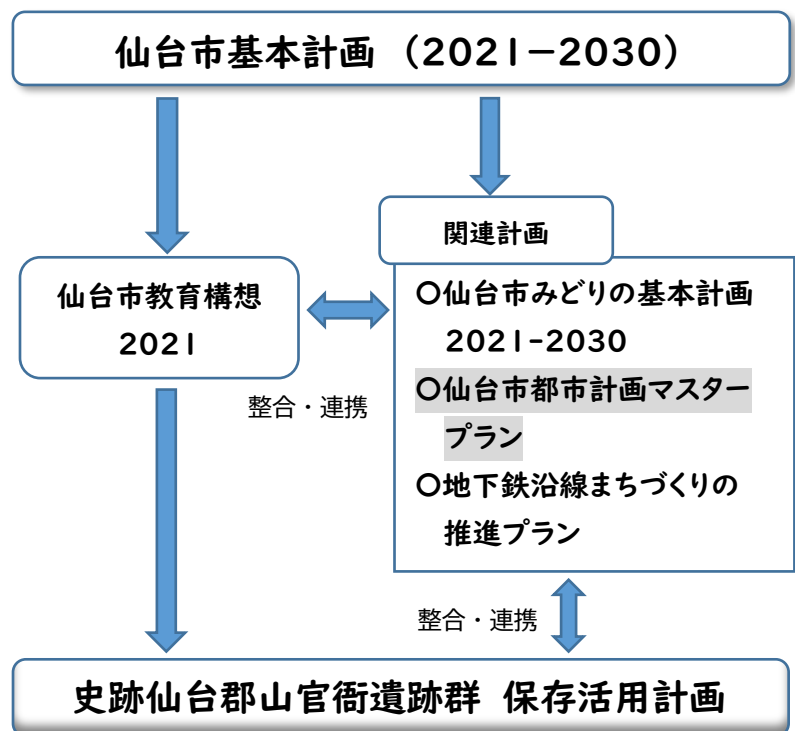 仙台市基本計画 （2021－2030）
関連計画
仙台市教育構想
2021
〇仙台市みどりの基本計画
2021-2030
〇仙台市都市計画マスター
プラン
〇地下鉄沿線まちづくりの
推進プラン
整合・連携
整合・連携
史跡仙台郡山官衙遺跡群 保存活用計画